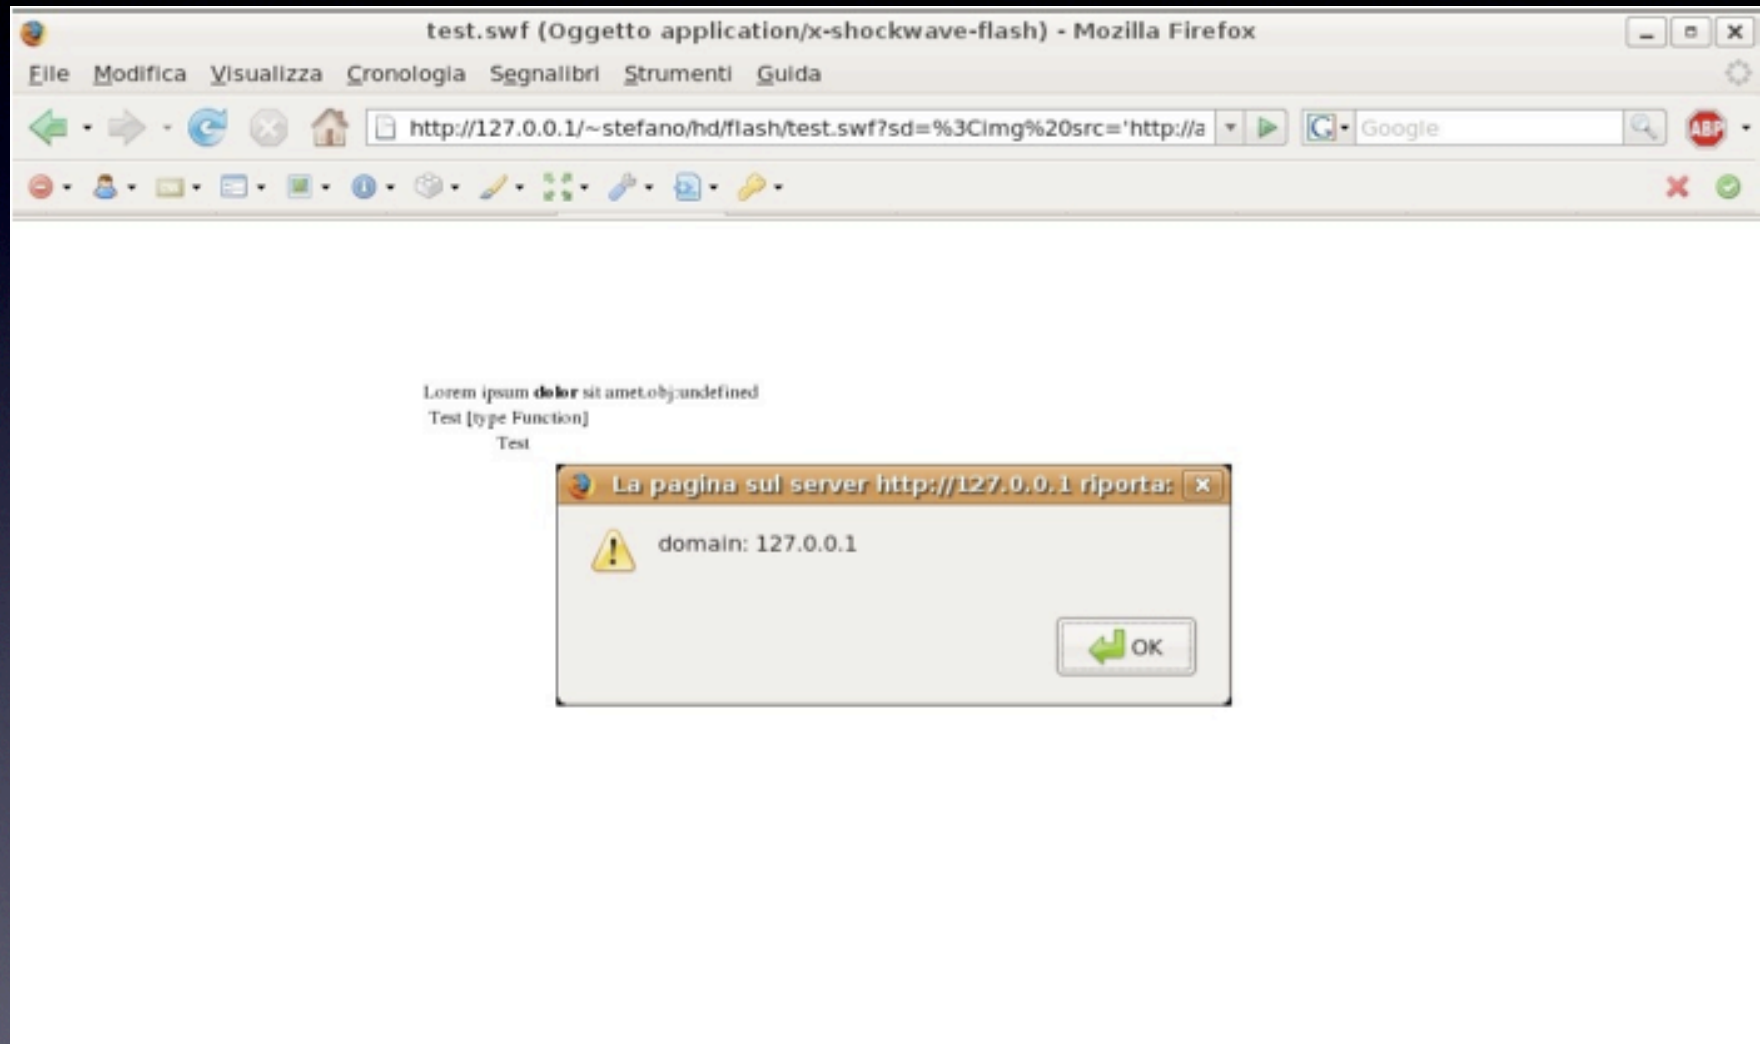 test.swf (Oggetto application/x-shockwave-flash) - Mozilla Firefox
File Modifica Visualizza Cronologia Segnalibri Strumenti Guida
http://127.0.0.1/~stefano/hd/flash/test.swf?sd=%3Cimg%20src='http://a G Google ABP
Lorem ipsum dolor sit amet.obj:undefined
Test [type Function]
Test
La pagina sul server http://127.0.0.1 riporta:
domain: 127.0.0.1
OK